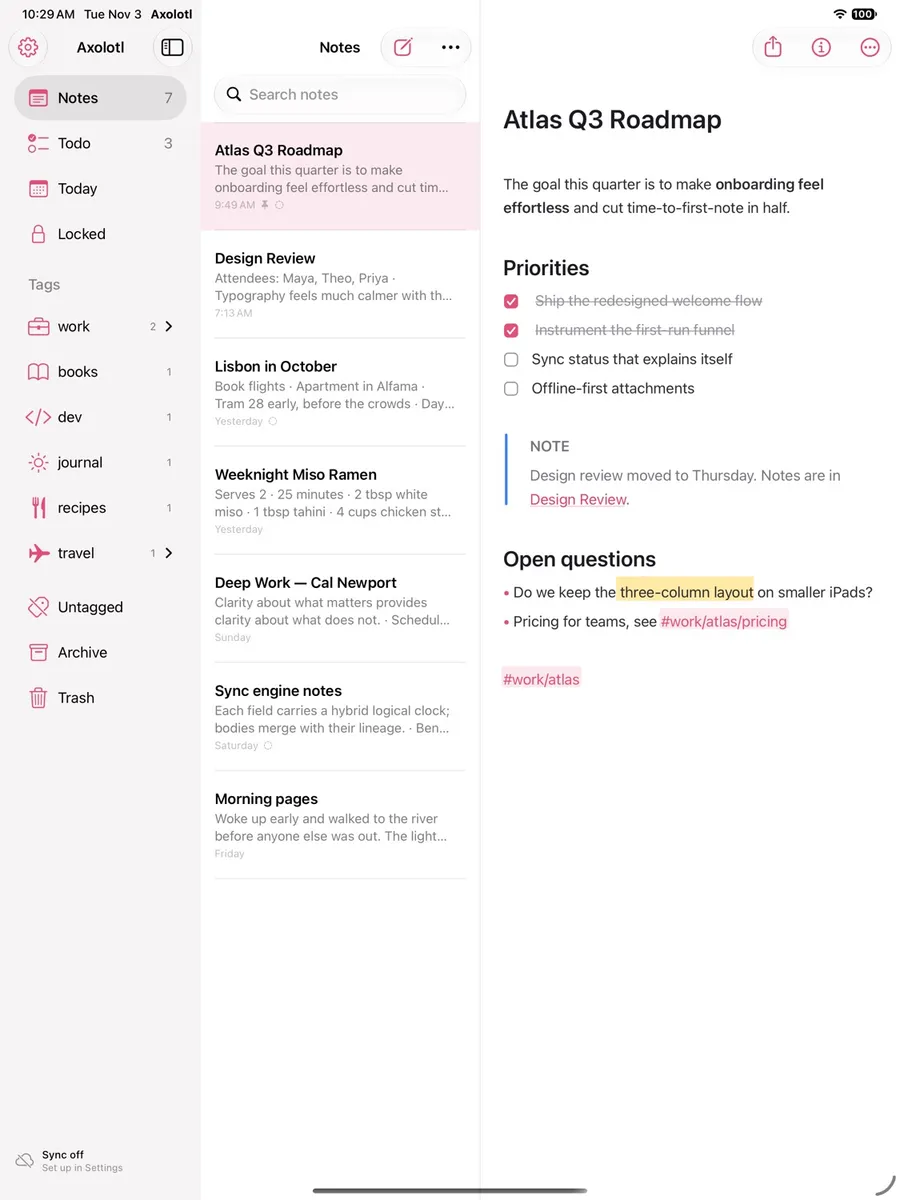 10:29 AM Tue Nov 3 Axolotl
100
Axolotl
Notes 7
Todo 3
Today
Locked
Tags
work 2
books 1
dev 1
journal 1
recipes 1
travel 1
Untagged
Archive
Trash
Sync off
Set up in Settings
Notes
Search notes
Atlas Q3 Roadmap
The goal this quarter is to make
onboarding feel effortless and cut tim...
9:49 AM
Design Review
Attendees: Maya, Theo, Priya ·
Typography feels much calmer with th...
7:13 AM
Lisbon in October
Book flights · Apartment in Alfama ·
Tram 28 early, before the crowds · Day...
Yesterday
Weeknight Miso Ramen
Serves 2 · 25 minutes · 2 tbsp white
miso · 1 tbsp tahini · 4 cups chicken st...
Yesterday
Deep Work — Cal Newport
Clarity about what matters provides
clarity about what does not. · Schedul...
Sunday
Sync engine notes
Each field carries a hybrid logical clock;
bodies merge with their lineage. · Ben...
Saturday
Morning pages
Woke up early and walked to the river
before anyone else was out. The light...
Friday
Atlas Q3 Roadmap
The goal this quarter is to make onboarding feel
effortless and cut time-to-first-note in half.
Priorities
Ship the redesigned welcome flow
Instrument the first-run funnel
Sync status that explains itself
Offline-first attachments
NOTE
Design review moved to Thursday. Notes are in
Design Review.
Open questions
• Do we keep the three-column layout on smaller iPads?
• Pricing for teams, see #work/atlas/pricing
#work/atlas